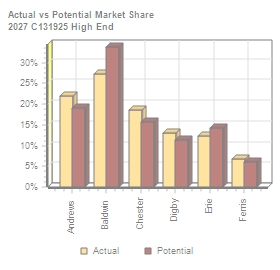 Actual vs Potential Market Share
2027 C131925 High End
30%
25%
20%
15%
10%
5%
0%
Andrews
Baldwin
Chester
Digby
Erie
Ferris
Actual
Potential